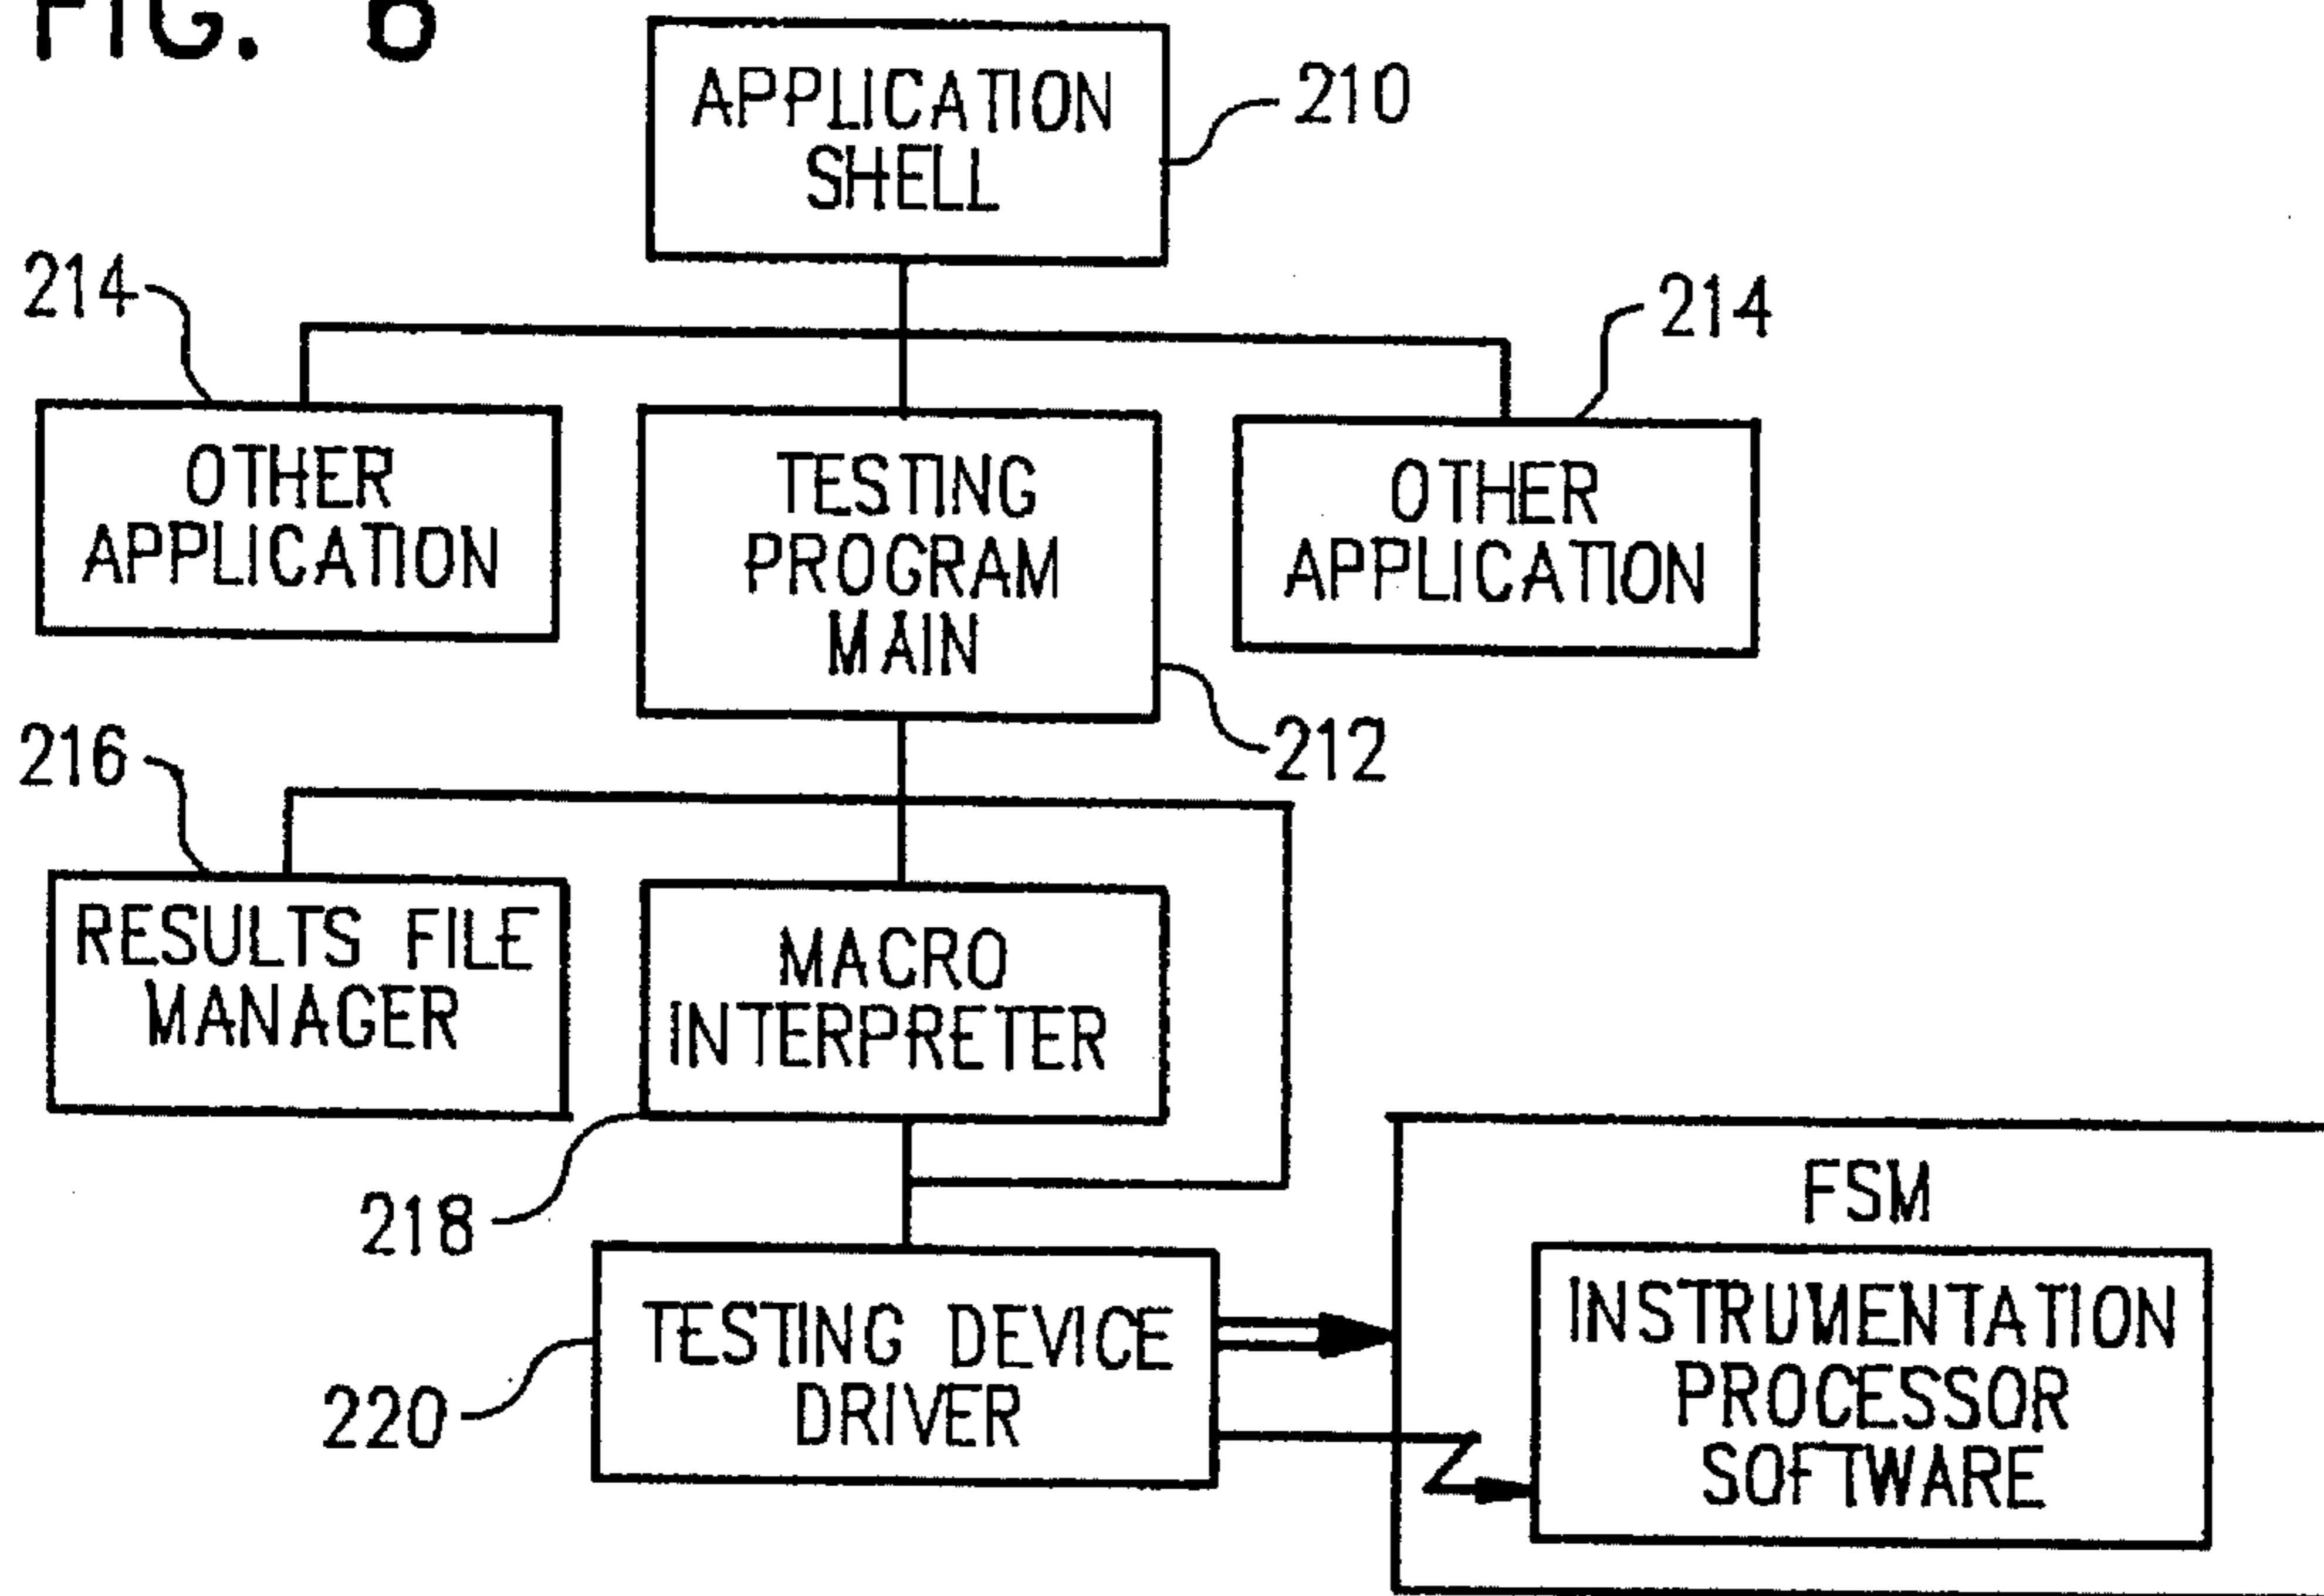 FIG.
APPLICATION
SHELL
210
214
214
OTHER
APPLICATION
TESTING
PROGRAM
MAIN
OTHER
APPLICATION
212
216
RESULTS FILE
MANAGER
MACRO
INTERPRETER
218
FSM
TESTING DEVICE
DRIVER
220
INSTRUMENTATION
PROCESSOR
SOFTWARE